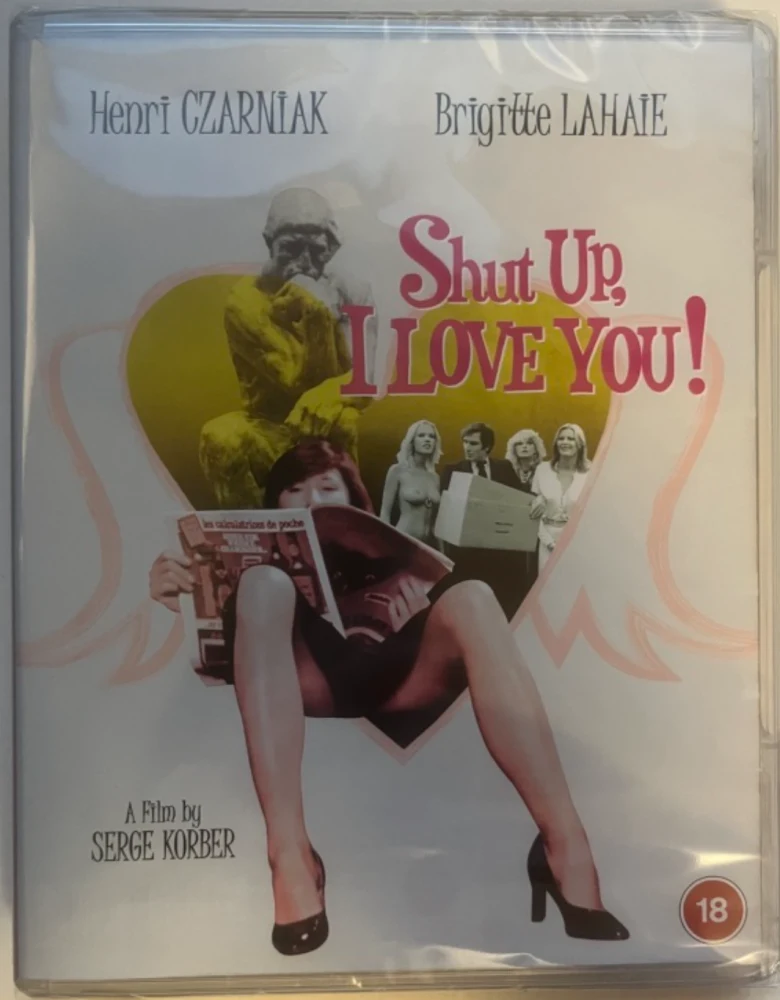 Henri CZARNIAK
Brigitte LAHAIE
Shut Up,
I LOVE YOU!
les calculatrices de poche
A Film by
SERGE KORBER
18